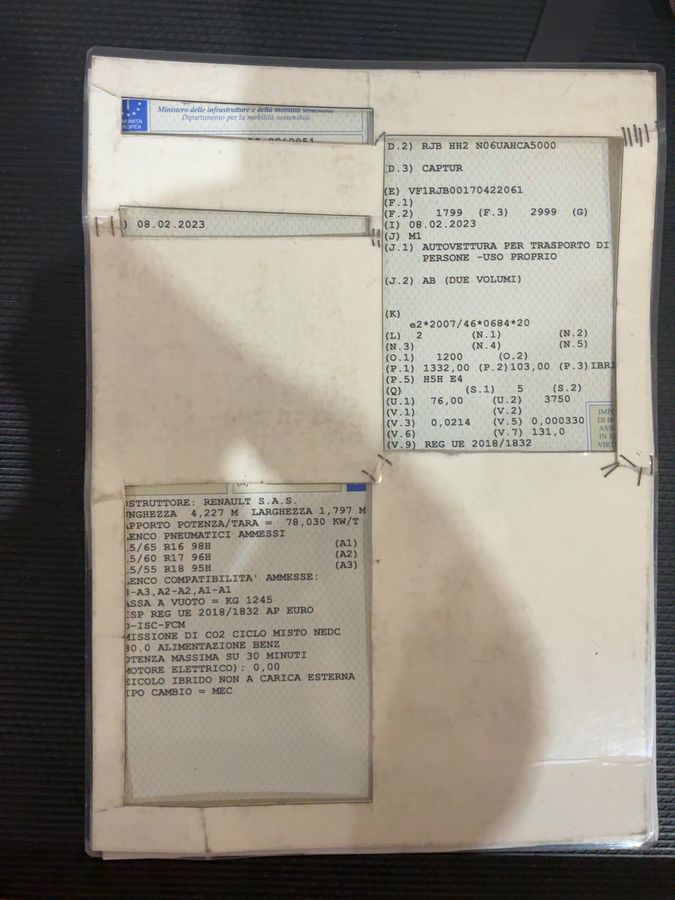 Ministero delle infrastrutture e della mobilità sostenibili
Dipartimento per la mobilità sostenibile
) 08.02.2023
D.2) RJB HH2 N06UAHCA5000
D.3) CAPTUR
(E) VF1RJB00170422061
(F.1)
(F.2) 1799 (F.3) 2999 (G)
(I) 08.02.2023
(J) M1
(J.1) AUTOVETTURA PER TRASPORTO DI
PERSONE -USO PROPRIO
(J.2) AB (DUE VOLUMI)
(K)
e2*2007/46*0684*20
(L) 2 (N.1) (N.2)
(N.3) (N.4) (N.5)
(O.1) 1200 (O.2)
(P.1) 1332,00 (P.2)103,00 (P.3)IBRI
(P.5) H5H E4
(Q) (S.1) 5 (S.2)
(U.1) 76,00 (U.2) 3750
(V.1) (V.2)
(V.3) 0,0214 (V.5) 0,000330
(V.6) (V.7) 131,0
(V.9) REG UE 2018/1832
OSTRUTTORE: RENAULT S.A.S.
UNGHEZZA 4,227 M LARGHEZZA 1,797 M
APPORTO POTENZA/TARA = 78,030 KW/T
LENCO PNEUMATICI AMMESSI
5/65 R16 98H (A1)
5/60 R17 96H (A2)
5/55 R18 95H (A3)
LENCO COMPATIBILITA' AMMESSE:
-A3,A2-A2,A1-A1
ASSA A VUOTO = KG 1245
SP REG UE 2018/1832 AP EURO
-ISC-FCM
MISSIONE DI CO2 CICLO MISTO NEDC
0.0 ALIMENTAZIONE BENZ
OTENZA MASSIMA SU 30 MINUTI
MOTORE ELETTRICO): 0,00
EICOLO IBRIDO NON A CARICA ESTERNA
IPO CAMBIO = MEC